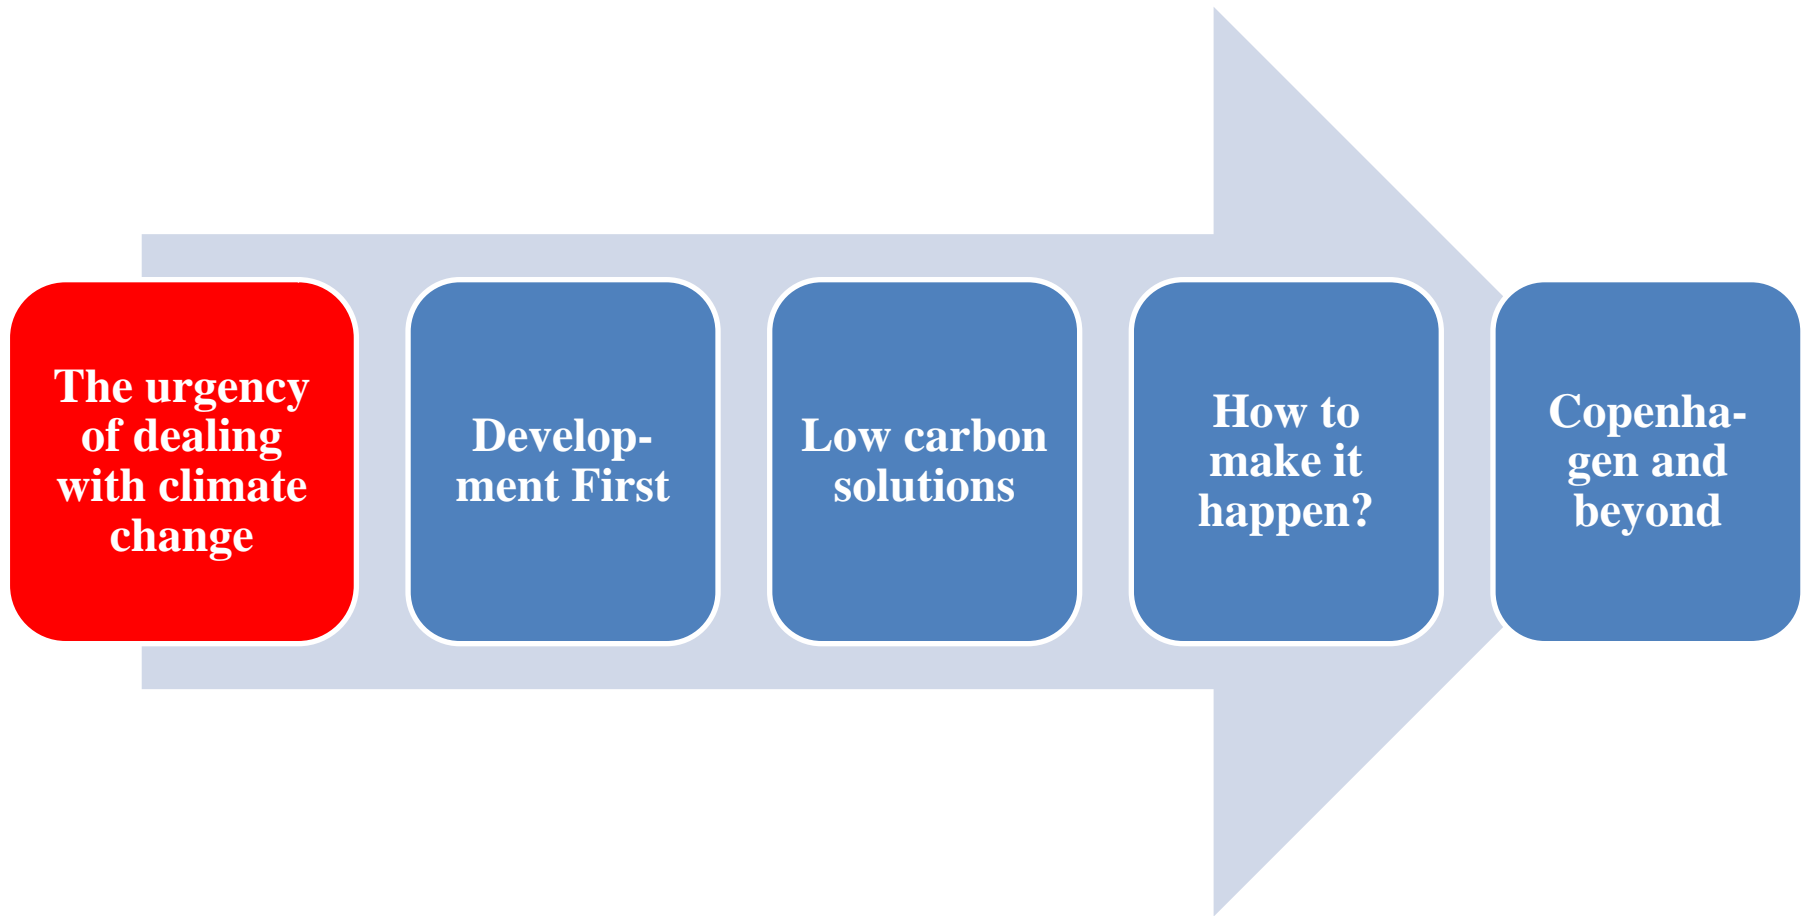 The urgency
of dealing
with climate
change
Develop-
ment First
Low carbon
solutions
How to
make it
happen?
Copenha-
gen and
beyond